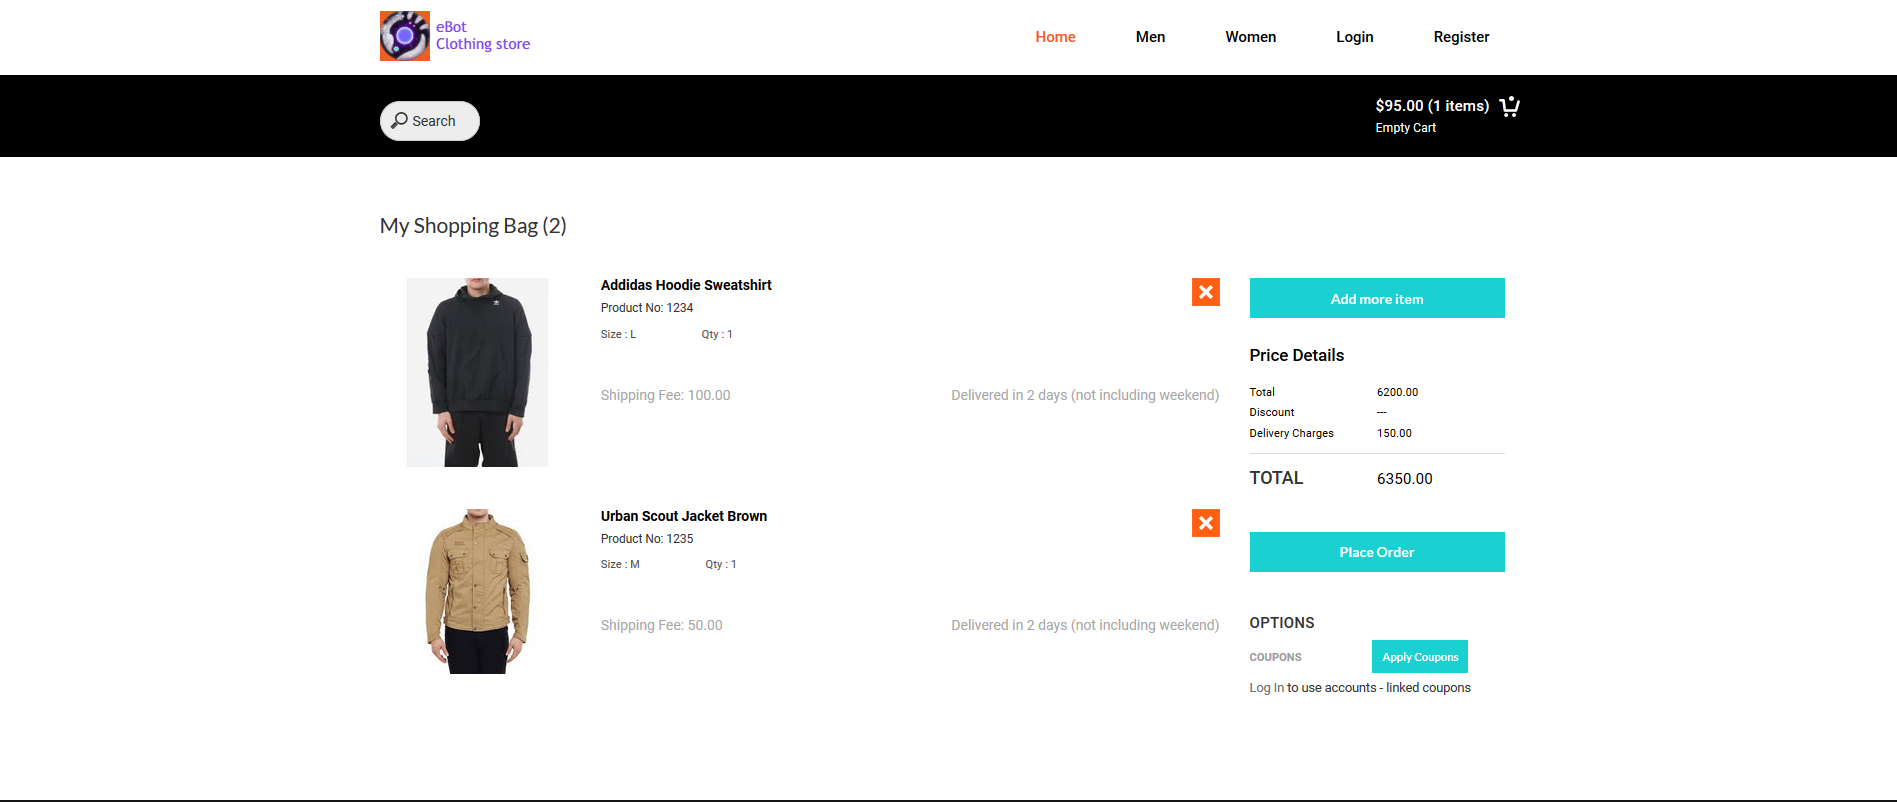 eBot
Clothing store
Home Men Women Login Register
Search
$95.00 (1 items)
Empty Cart
My Shopping Bag (2)
Addidas Hoodie Sweatshirt
Product No: 1234
Size : L Qty : 1
Shipping Fee: 100.00 Delivered in 2 days (not including weekend)
Urban Scout Jacket Brown
Product No: 1235
Size : M Qty : 1
Shipping Fee: 50.00 Delivered in 2 days (not including weekend)
Add more item
Price Details
Total 6200.00
Discount ---
Delivery Charges 150.00
TOTAL 6350.00
Place Order
OPTIONS
COUPONS Apply Coupons
Log In to use accounts - linked coupons